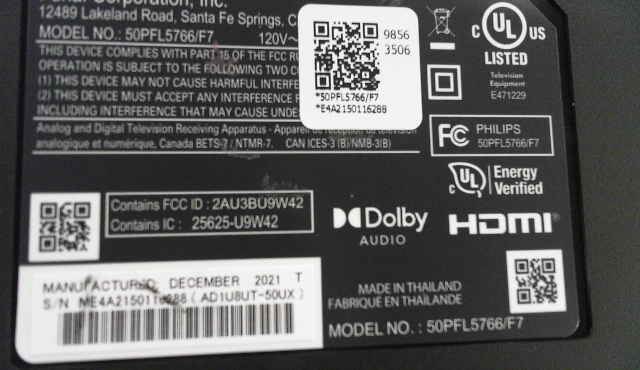 Corporation, Inc.
12489 Lakeland Road, Santa Fe Springs, C
MODEL NO.: 50PFL5766/F7 120V~
THIS DEVICE COMPLIES WITH PART 15 OF THE FCC RU
OPERATION IS SUBJECT TO THE FOLLOWING TWO C
(1) THIS DEVICE MAY NOT CAUSE HARMFUL INTERFE
(2) THIS DEVICE MUST ACCEPT ANY INTERFERENCE
INCLUDING INTERFERENCE THAT MAY CAUSE UNDE
Analog and Digital Television Receiving Apparatus - Appareil de réception de télévision
analogique et numérique, Canada BETS-7 / NTMR-7. CAN ICES-3 (B)/NMB-3(B)
9856
3506
*50PFL5766/F7
*E4A2150116288
C UL US
LISTED
Television
Equipment
E471229
FC PHILIPS
50PFL5766/F7
C UL Energy
Verified
Contains FCC ID : 2AU3BU9W42
Contains IC : 25625-U9W42
Dolby
AUDIO
HDMI
MANUFACTURED DECEMBER 2021 T
S/N ME4A2150116288 ( AD1U8UT-50UX )
MADE IN THAILAND
FABRIQUÉ EN THAÏLANDE
MODEL NO. : 50PFL5766/F7